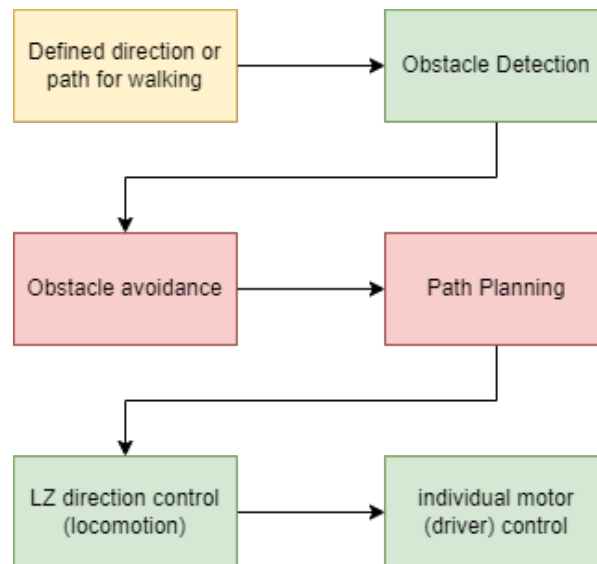 Defined direction or
path for walking
Obstacle Detection
Obstacle avoidance
Path Planning
LZ direction control
(locomotion)
individual motor
(driver) control